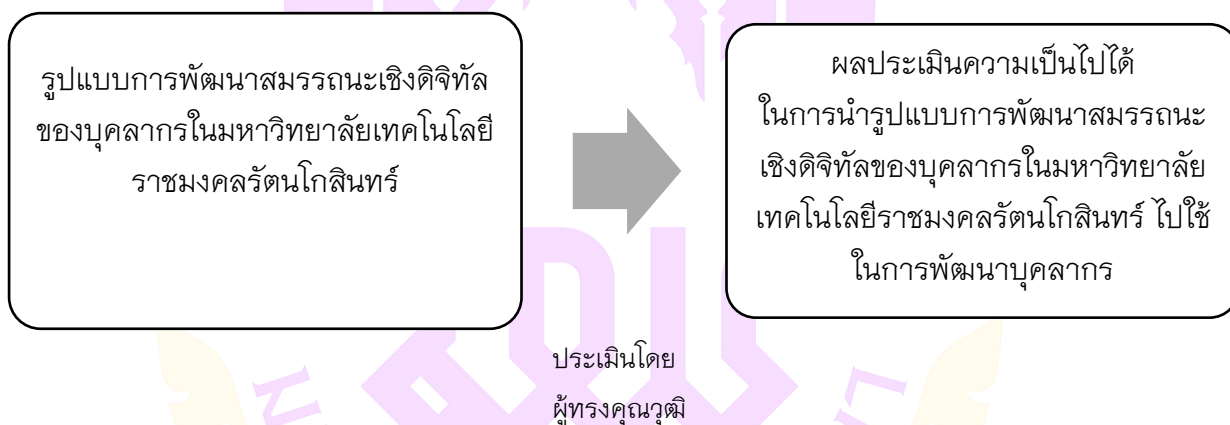 รูปแบบการพัฒนาสมรรถนะเชิงดิจิทัล
ของบุคลากรในมหาวิทยาลัยเทคโนโลยี
ราชมงคลรัตนโกสินทร์
ผลประเมินความเป็นไปได้
ในการนำรูปแบบการพัฒนาสมรรถนะ
เชิงดิจิทัลของบุคลากรในมหาวิทยาลัย
เทคโนโลยีราชมงคลรัตนโกสินทร์ ไปใช้
ในการพัฒนาบุคลากร
ประเมินโดย
ผู้ทรงคุณวุฒิ